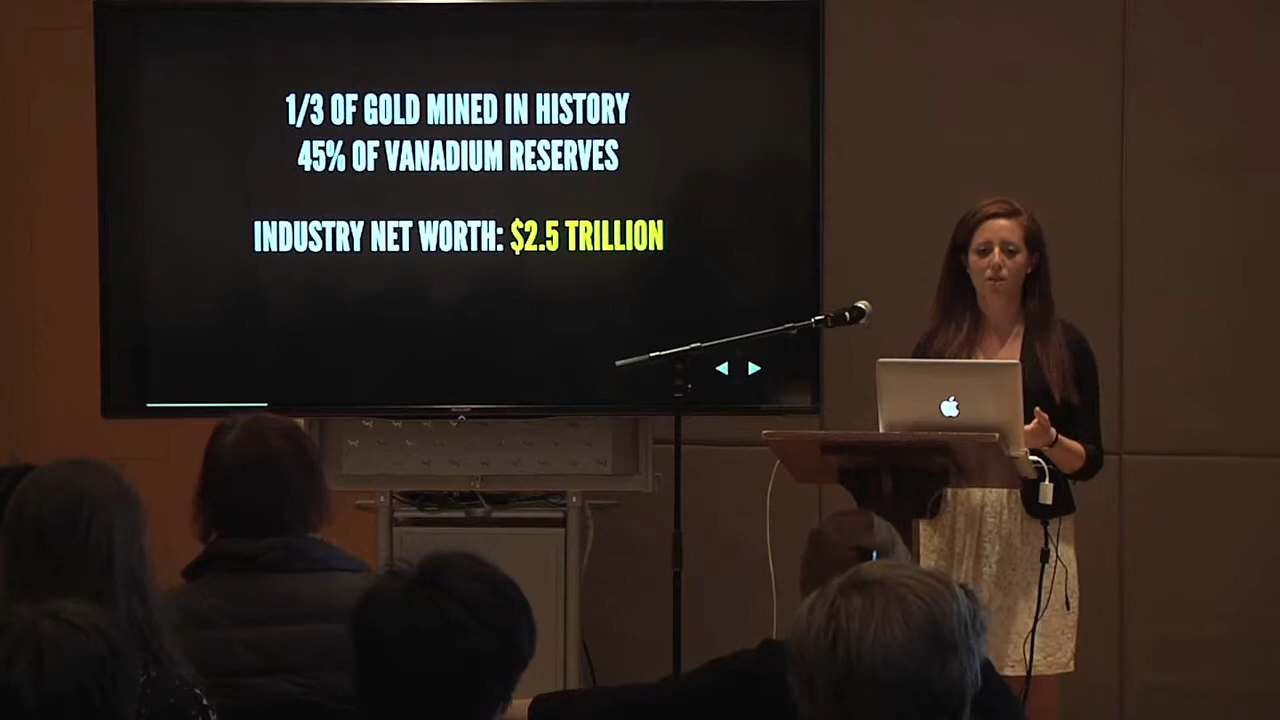 1/3 OF GOLD MINED IN HISTORY
45% OF VANADIUM RESERVES
INDUSTRY NET WORTH: $2.5 TRILLION